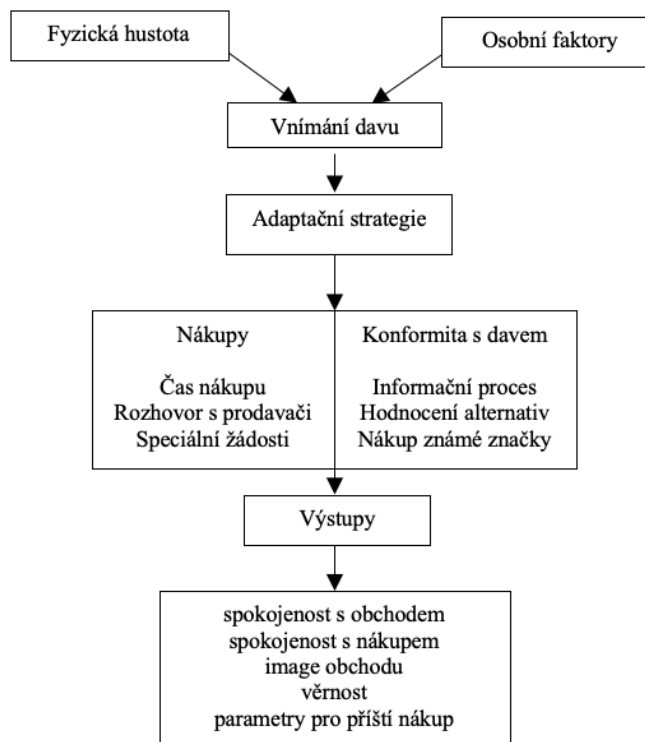 Fyzická hustota
Osobní faktory
Vnímání davu
Adaptační strategie
Nákupy
Čas nákupu
Rozhovor s prodavači
Speciální žádosti
Konformita s davem
Informační proces
Hodnocení alternativ
Nákup známé značky
Výstupy
spokojenost s obchodem
spokojenost s nákupem
image obchodu
věrnost
parametry pro příští nákup